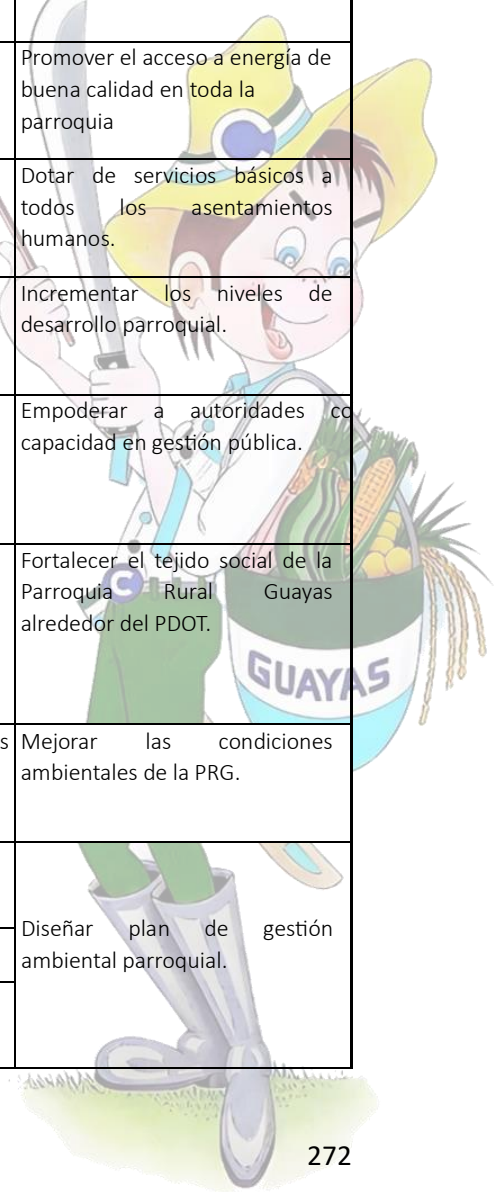 Promover el acceso a energía de
buena calidad en toda la
parroquia
Dotar de servicios básicos a
todos los asentamientos
humanos.
Incrementar los niveles de
desarrollo parroquial.
Empoderar a autoridades co
capacidad en gestión pública.
Fortalecer el tejido social de la
Parroquia Rural Guayas
alrededor del PDOT.
GUAYAS
s Mejorar las condiciones
ambientales de la PRG.
Diseñar plan de gestión
ambiental parroquial.
272